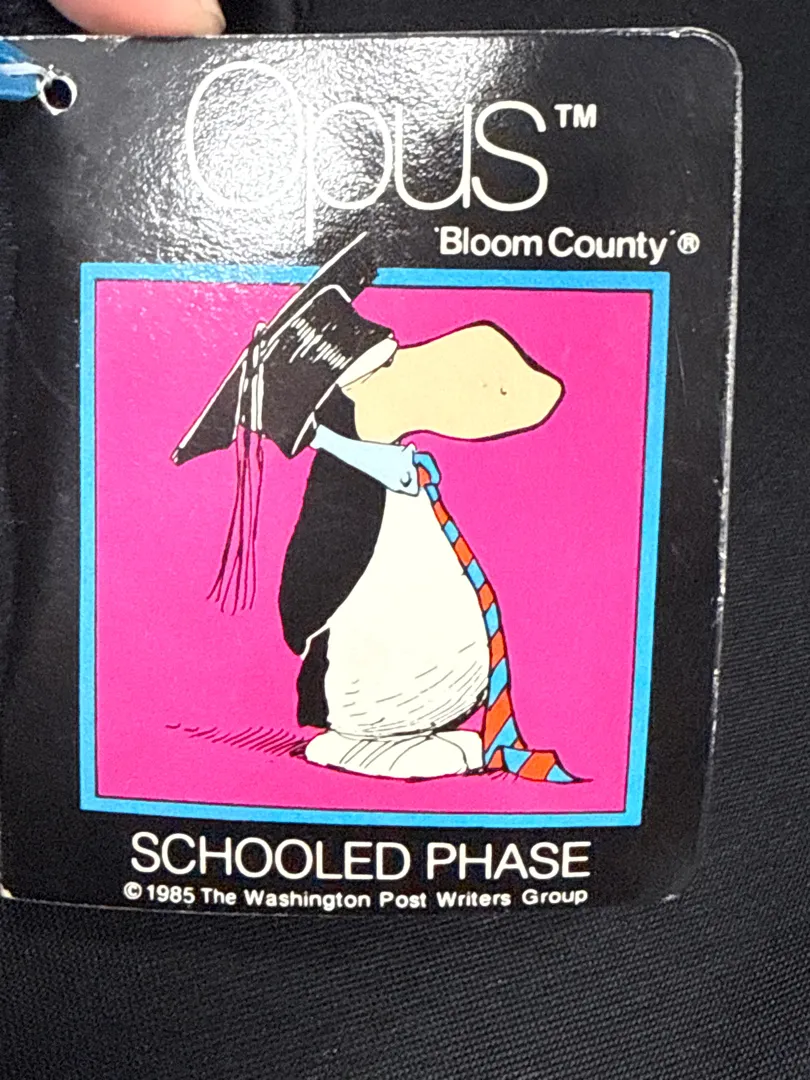 Opus™
'Bloom County'®
SCHOOLED PHASE
© 1985 The Washington Post Writers Group